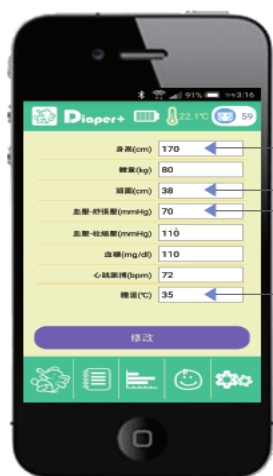 91% 3:16
Diaper+ 22.1°C 59
身高(cm) 170
體重(kg) 80
頭圍(cm) 38
血壓-舒張壓(mmHg) 70
血壓-收縮壓(mmHg) 110
血糖(mg/dl) 110
心跳脈搏(bpm) 72
體溫(℃) 35
修改